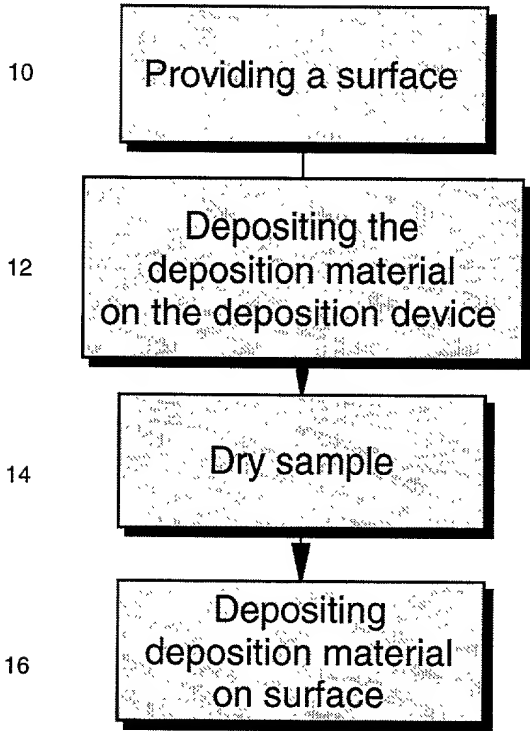 10
Providing a surface
12
Depositing the
deposition material
on the deposition device
14
Dry sample
16
Depositing
deposition material
on surface